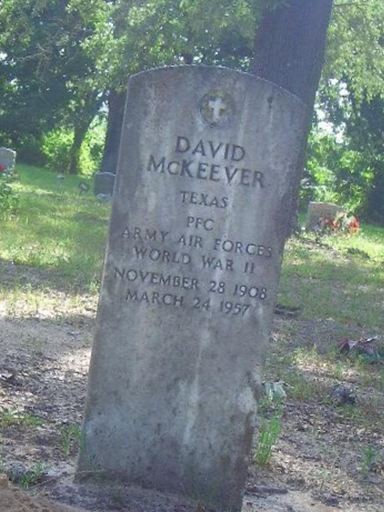 DAVID
McKEEVER
TEXAS
PFC
ARMY AIR FORCES
WORLD WAR II
NOVEMBER 28 1908
MARCH 24 1957